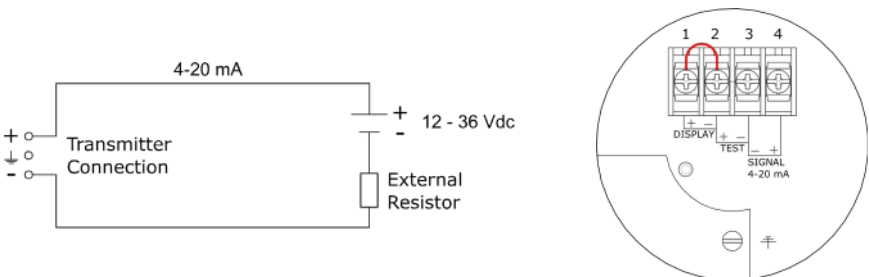 4-20 mA
+
-
12 - 36 Vdc
+
-
Transmitter
Connection
External
Resistor
1 2 3 4
+ -
DISPLAY
+ -
TEST
- +
SIGNAL
4-20 mA